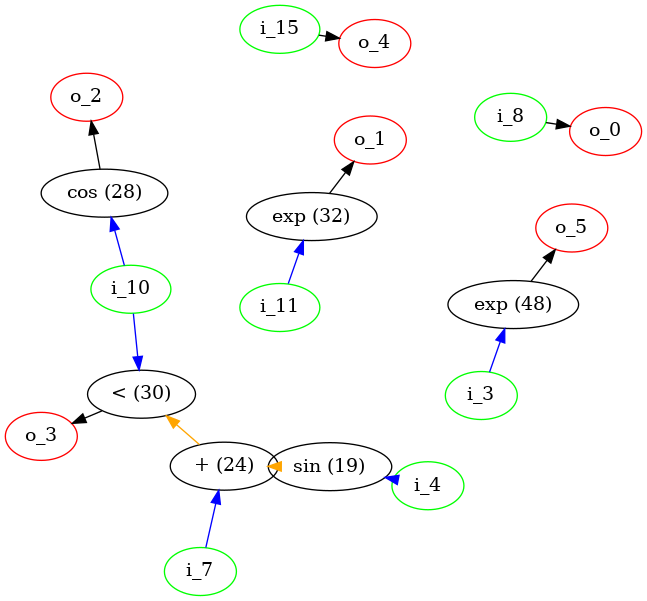 i_15
o_4
o_2
i_8
o_0
o_1
cos (28)
exp (32)
o_5
i_10
i_11
exp (48)
< (30)
i_3
o_3
+ (24)
sin (19)
i_4
i_7